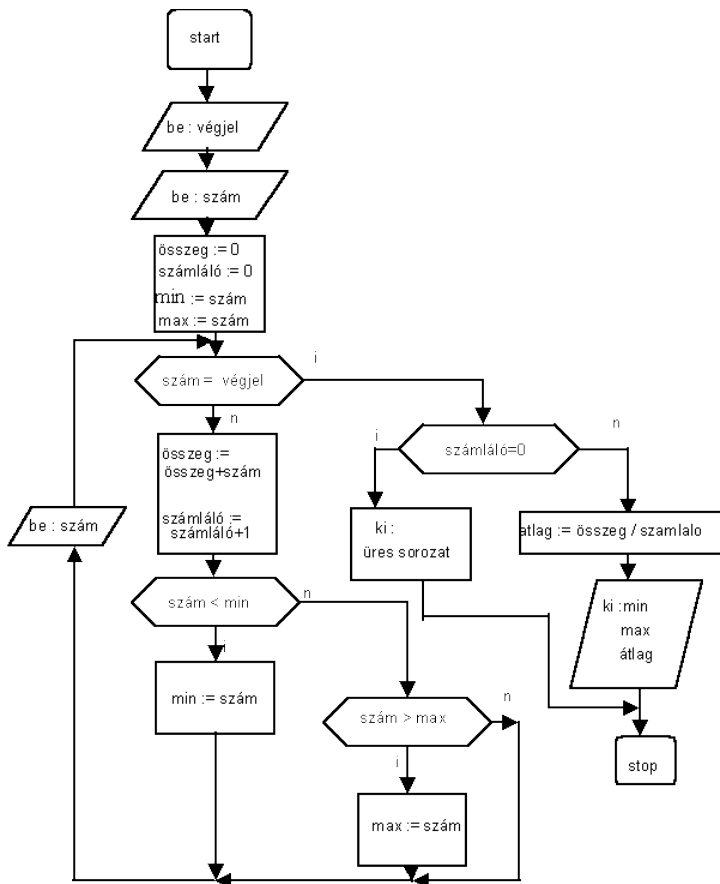 start
be : végjel
be : szám
összeg := 0
számláló := 0
min := szám
max := szám
szám = végjel
i
n
összeg :=
összeg+szám
számláló :=
számláló+1
számláló=0
i
n
be : szám
ki :
üres sorozat
átlag := összeg / szamlalo
szám < min
n
i
ki :min
max
átlag
min := szám
szám > max
n
i
stop
max := szám